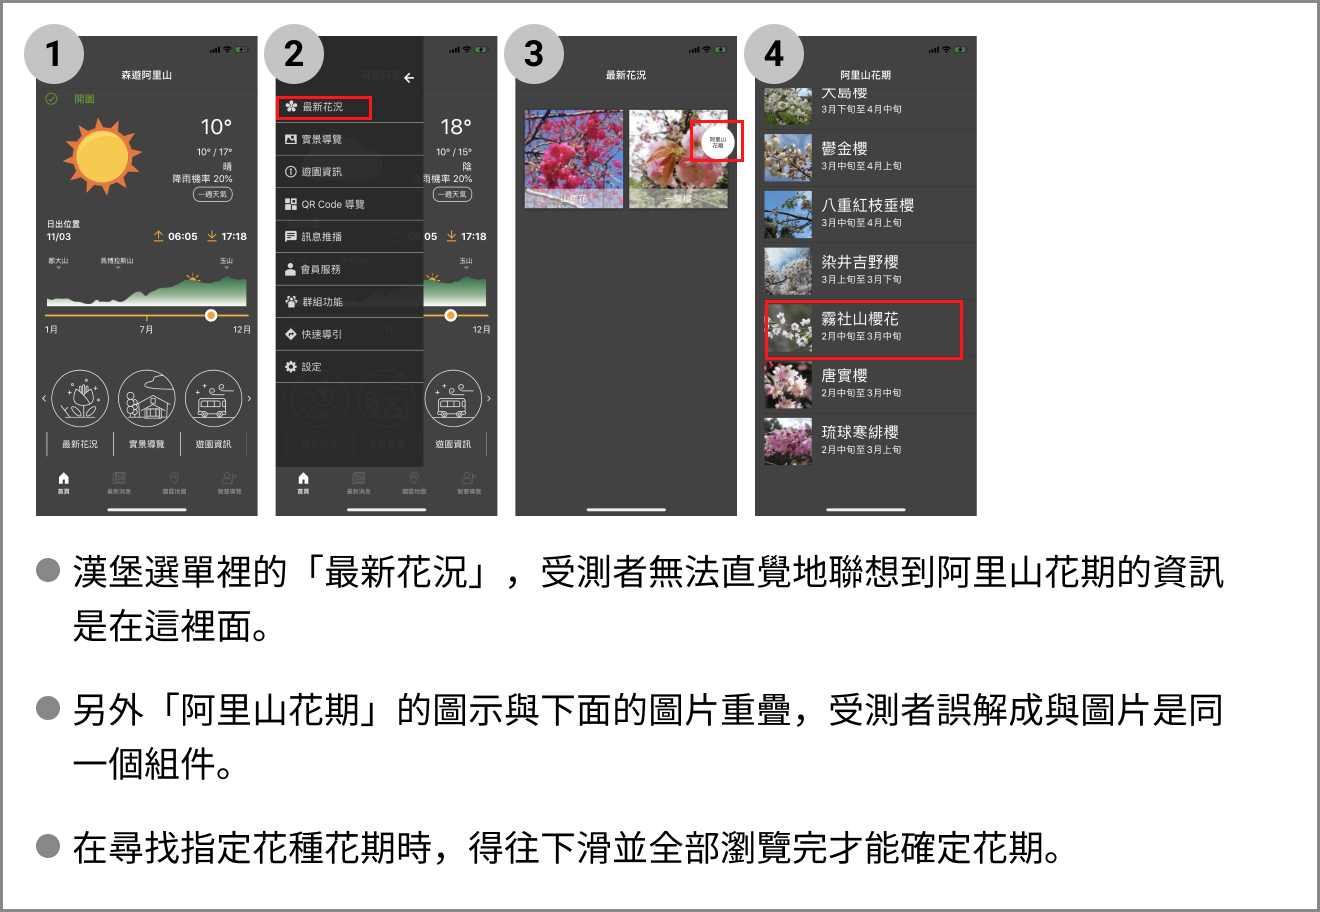 1
森遊阿里山
開園
10°
10° / 17°
晴
降雨機率 20%
一週天氣
日出位置
11/03
06:05
17:18
郡大山
馬博拉斯山
玉山
1月
7月
12月
最新花況
實景導覽
遊園資訊
首頁
最新消息
園區地圖
智慧導覽
2
最新花況
實景導覽
遊園資訊
QR Code 導覽
訊息推播
會員服務
群組功能
快速導引
設定
18°
10° / 15°
陰
雨機率 20%
一週天氣
05
17:18
玉山
12月
遊園資訊
首頁
最新消息
園區地圖
智慧導覽
3
最新花況
阿里山
花期
一葉櫻
4
阿里山花期
大島櫻
3月下旬至4月中旬
鬱金櫻
3月中旬至4月上旬
八重紅枝垂櫻
3月中旬至4月上旬
染井吉野櫻
3月上旬至3月下旬
霧社山櫻花
2月中旬至3月中旬
唐實櫻
2月中旬至3月中旬
琉球寒緋櫻
2月中旬至3月上旬
漢堡選單裡的「最新花況」，受測者無法直覺地聯想到阿里山花期的資訊
是在這裡面。
另外「阿里山花期」的圖示與下面的圖片重疊，受測者誤解成與圖片是同
一個組件。
在尋找指定花種花期時，得往下滑並全部瀏覽完才能確定花期。